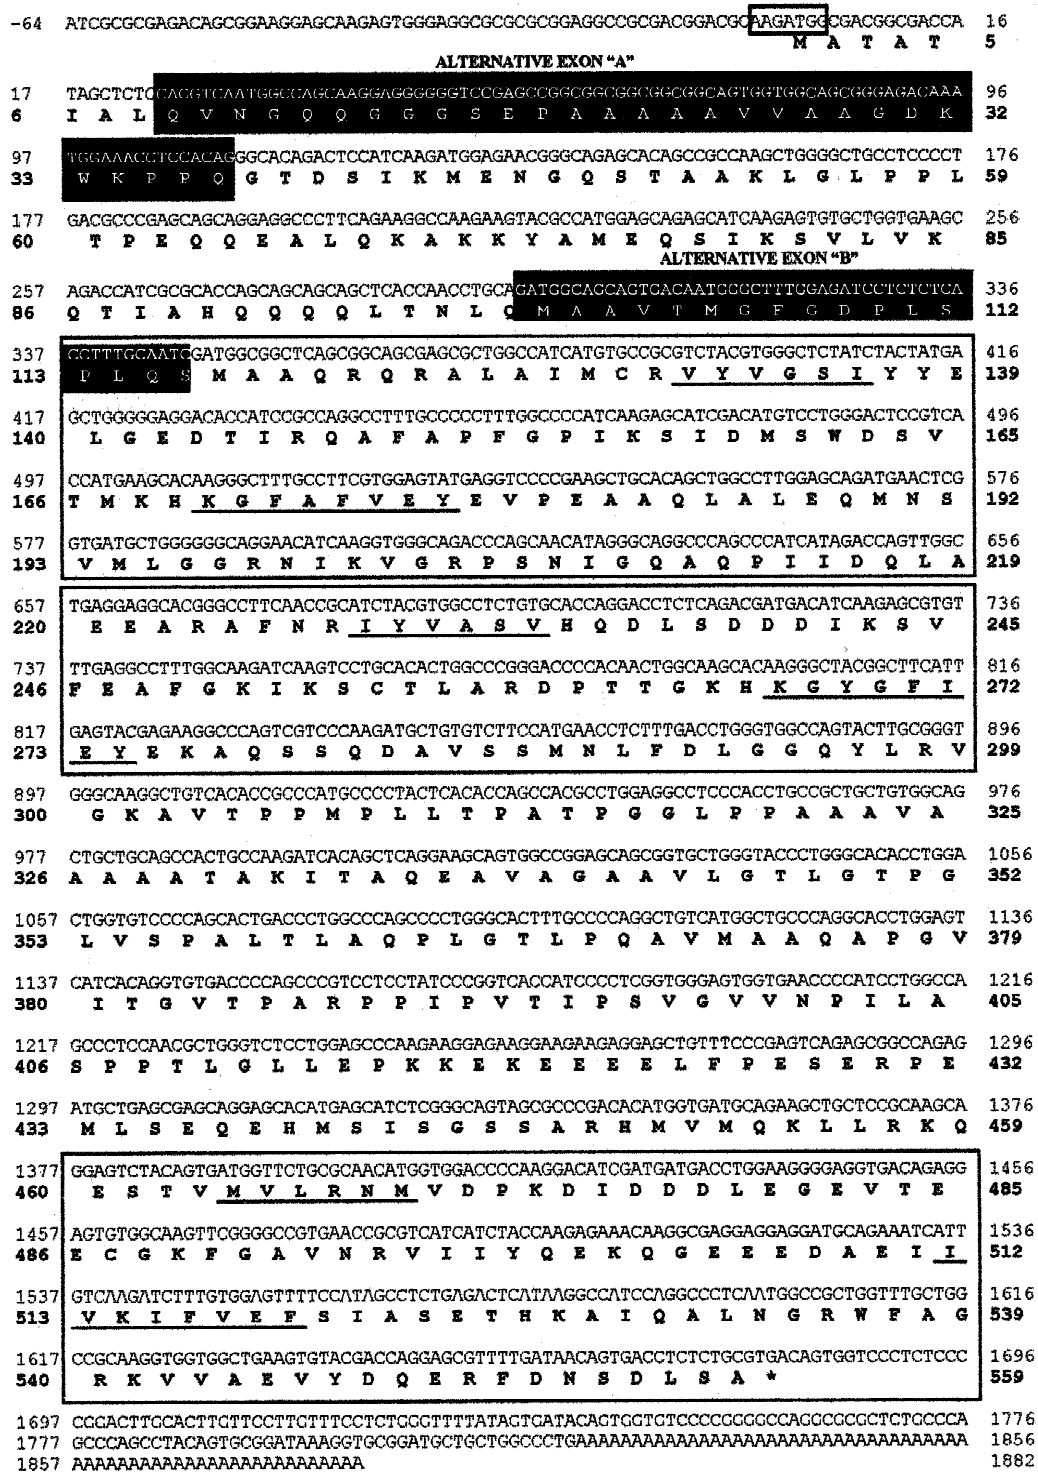 -64 ATCGCGCGAGACAGCGGAAGGAGCAAGAGTGGGAGGCGCGCGCGGAGGCCGCGACGGACGCAAGATGGCGACGGCGACCA 16
M A T A T 5
ALTERNATIVE EXON "A"
17 TAGCTCTCCACGTCAATGGCCAGCAAGGAGGGGGGTCCGAGCCGGCGGCGGCGGCGGCAGTGGTGGCAGCGGGAGACAAA 96
6 I A L Q V N G Q Q G G G S E P A A A A A V V A A G D K 32
97 TGGAAACCTCCACAGGGCACAGACTCCATCAAGATGGAGAACGGGCAGAGCACAGCCGCCAAGCTGGGGCTGCCTCCCCT 176
33 W K P P Q G T D S I K M E N G Q S T A A K L G L P P L 59
177 GACGCCCGAGCAGCAGGAGGCCCTTCAGAAGGCCAAGAAGTACGCCATGGAGCAGAGCATCAAGAGTGTGCTGGTGAAGC 256
60 T P E Q Q E A L Q K A K K Y A M E Q S I K S V L V K 85
ALTERNATIVE EXON "B"
257 AGACCATCGCGCACCAGCAGCAGCAGCTCACCAACCTGCAGATGGCAGCAGTGACAATGGGCTTTGGAGATCCTCTCTCA 336
86 Q T I A H Q Q Q Q L T N L Q M A A V T M G F G D P L S 112
337 CCTTTGCAATCGATGGCGGCTCAGCGGCAGCGAGCGCTGGCCATCATGTGCCGCGTCTACGTGGGCTCTATCTACTATGA 416
113 P L Q S M A A Q R Q R A L A I M C R V Y V G S I Y Y E 139
417 GCTGGGGGAGGACACCATCCGCCAGGCCTTTGCCCCCTTTGGCCCCATCAAGAGCATCGACATGTCCTGGGACTCCGTCA 496
140 L G E D T I R Q A F A P F G P I K S I D M S W D S V 165
497 CCATGAAGCACAAGGGCTTTGCCTTCGTGGAGTATGAGGTCCCCGAAGCTGCACAGCTGGCCTTGGAGCAGATGAACTCG 576
166 T M K H K G F A F V E Y E V P E A A Q L A L E Q M N S 192
577 GTGATGCTGGGGGGCAGGAACATCAAGGTGGGCAGACCCAGCAACATAGGGCAGGCCCAGCCCATCATAGACCAGTTGGC 656
193 V M L G G R N I K V G R P S N I G Q A Q P I I D Q L A 219
657 TGAGGAGGCACGGGCCTTCAACCGCATCTACGTGGCCTCTGTGCACCAGGACCTCTCAGACGATGACATCAAGAGCGTGT 736
220 E E A R A F N R I Y V A S V H Q D L S D D D I K S V 245
737 TTGAGGCCTTTGGCAAGATCAAGTCCTGCACACTGGCCCGGGACCCCACAACTGGCAAGCACAAGGGCTACGGCTTCATT 816
246 F E A F G K I K S C T L A R D P T T G K H K G Y G F I 272
817 GAGTACGAGAAGGCCCAGTCGTCCCAAGATGCTGTGTCTTCCATGAACCTCTTTGACCTGGGTGGCCAGTACTTGCGGGT 896
273 E Y E K A Q S S Q D A V S S M N L F D L G G Q Y L R V 299
897 GGGCAAGGCTGTCACACCGCCCATGCCCCTACTCACACCAGCCACGCCTGGAGGCCTCCCACCTGCCGCTGCTGTGGCAG 976
300 G K A V T P P M P L L T P A T P G G L P P A A A V A 325
977 CTGCTGCAGCCACTGCCAAGATCACAGCTCAGGAAGCAGTGGCCGGAGCAGCGGTGCTGGGTACCCTGGGCACACCTGGA 1056
326 A A A A T A K I T A Q E A V A G A A V L G T L G T P G 352
1057 CTGGTGTCCCCAGCACTGACCCTGGCCCAGCCCCTGGGCACTTTGCCCCAGGCTGTCATGGCTGCCCAGGCACCTGGAGT 1136
353 L V S P A L T L A Q P L G T L P Q A V M A A Q A P G V 379
1137 CATCACAGGTGTGACCCCAGCCCGTCCTCCTATCCCGGTCACCATCCCCTCGGTGGGAGTGGTGAACCCCATCCTGGCCA 1216
380 I T G V T P A R P P I P V T I P S V G V V N P I L A 405
1217 GCCCTCCAACGCTGGGTCTCCTGGAGCCCAAGAAGGAGAAGGAAGAAGAGGAGCTGTTTCCCGAGTCAGAGCGGCCAGAG 1296
406 S P P T L G L L E P K K E K E E E E L F P E S E R P E 432
1297 ATGCTGAGCGAGCAGGAGCACATGAGCATCTCGGGCAGTAGCGCCCGACACATGGTGATGCAGAAGCTGCTCCGCAAGCA 1376
433 M L S E Q E H M S I S G S S A R H M V M Q K L L R K Q 459
1377 GGAGTCTACAGTGATGGTTCTGCGCAACATGGTGGACCCCAAGGACATCGATGATGACCTGGAAGGGGAGGTGACAGAGG 1456
460 E S T V M V L R N M V D P K D I D D D L E G E V T E 485
1457 AGTGTGGCAAGTTCGGGGCCGTGAACCGCGTCATCATCTACCAAGAGAAACAAGGCGAGGAGGAGGATGCAGAAATCATT 1536
486 E C G K F G A V N R V I I Y Q E K Q G E E E D A E I I 512
1537 GTCAAGATCTTTGTGGAGTTTTCCATAGCCTCTGAGACTCATAAGGCCATCCAGGCCCTCAATGGCCGCTGGTTTGCTGG 1616
513 V K I F V E F S I A S E T H K A I Q A L N G R W F A G 539
1617 CCGCAAGGTGGTGGCTGAAGTGTACGACCAGGAGCGTTTTGATAACAGTGACCTCTCTGCGTGACAGTGGTCCCTCTCCC 1696
540 R K V V A E V Y D Q E R F D N S D L S A * 559
1697 CGGACTTGCACTTGTTCCTTGTTTCCTCTGGGTTTTATAGTGATACAGTGGTGTCCCCGGGGCCAGGCGCGCTCTGCCCA 1776
1777 GCCCAGCCTACAGTGCGGATAAAGGTGCGGATGCTGCTGGCCCTGAAAAAAAAAAAAAAAAAAAAAAAAAAAAAAAAAAA 1856
1857 AAAAAAAAAAAAAAAAAAAAAAAAAA 1882